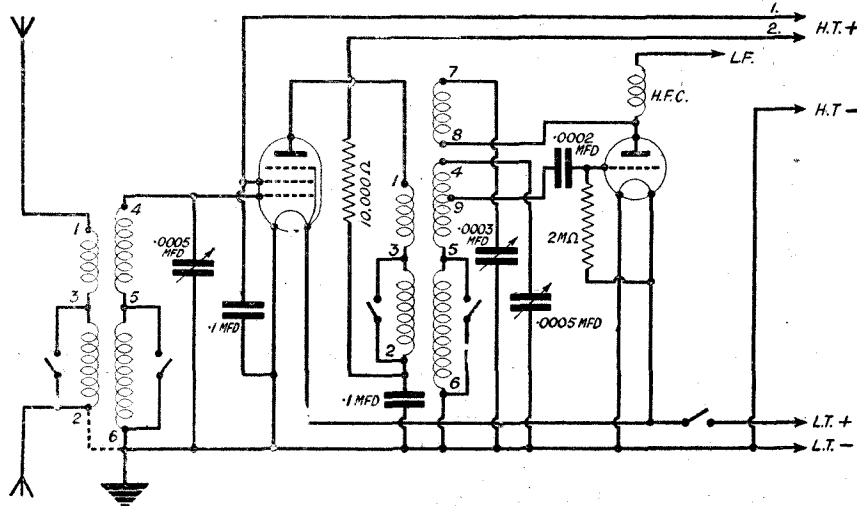 1.
2.
H.T.+
L.F.
7
H.F.C.
H.T-
8
.0002
MFD
4
1
9
10,000Ω
4
1
.0005
MFD
.0003
MFD
2MΩ
3
5
3
5
.1 MFD
.0005 MFD
2
6
.1 MFD
2
6
L.T.+
L.T.-